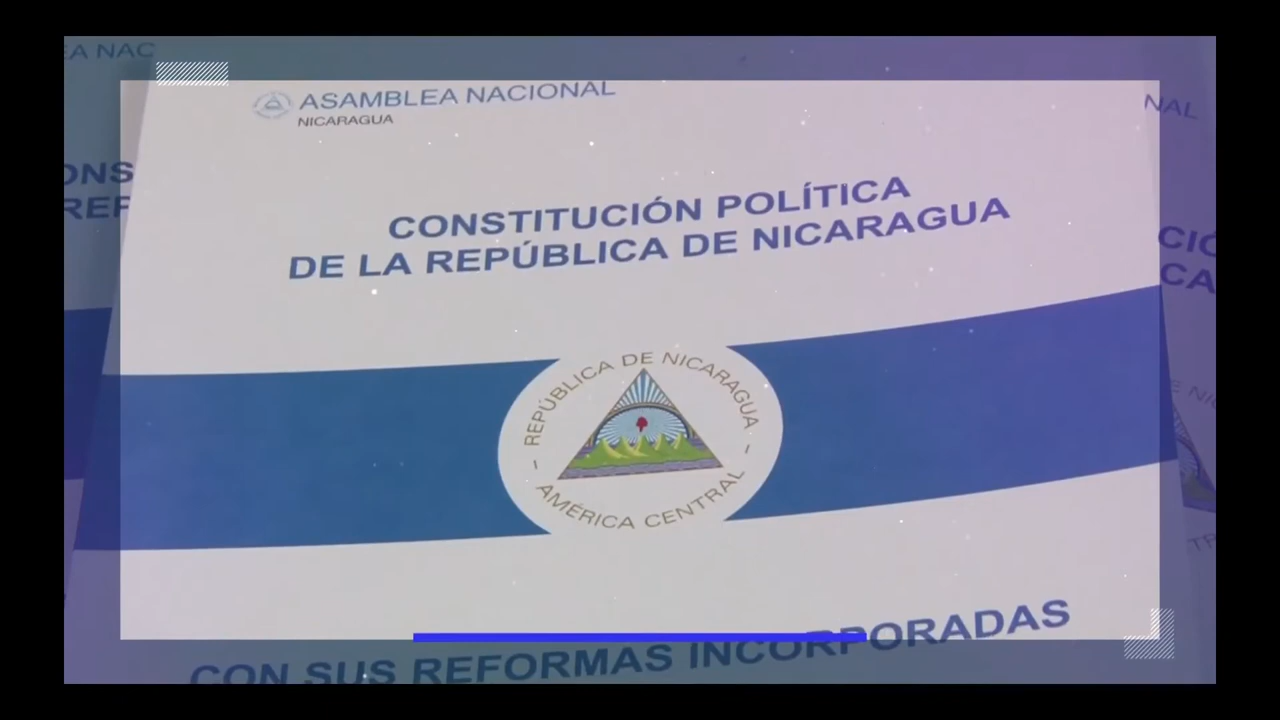 ASAMBLEA NACIONAL
NICARAGUA
CONSTITUCIÓN POLÍTICA
DE LA REPÚBLICA DE NICARAGUA
REPÚBLICA DE NICARAGUA
- AMÉRICA CENTRAL -
CON SUS REFORMAS INCORPORADAS